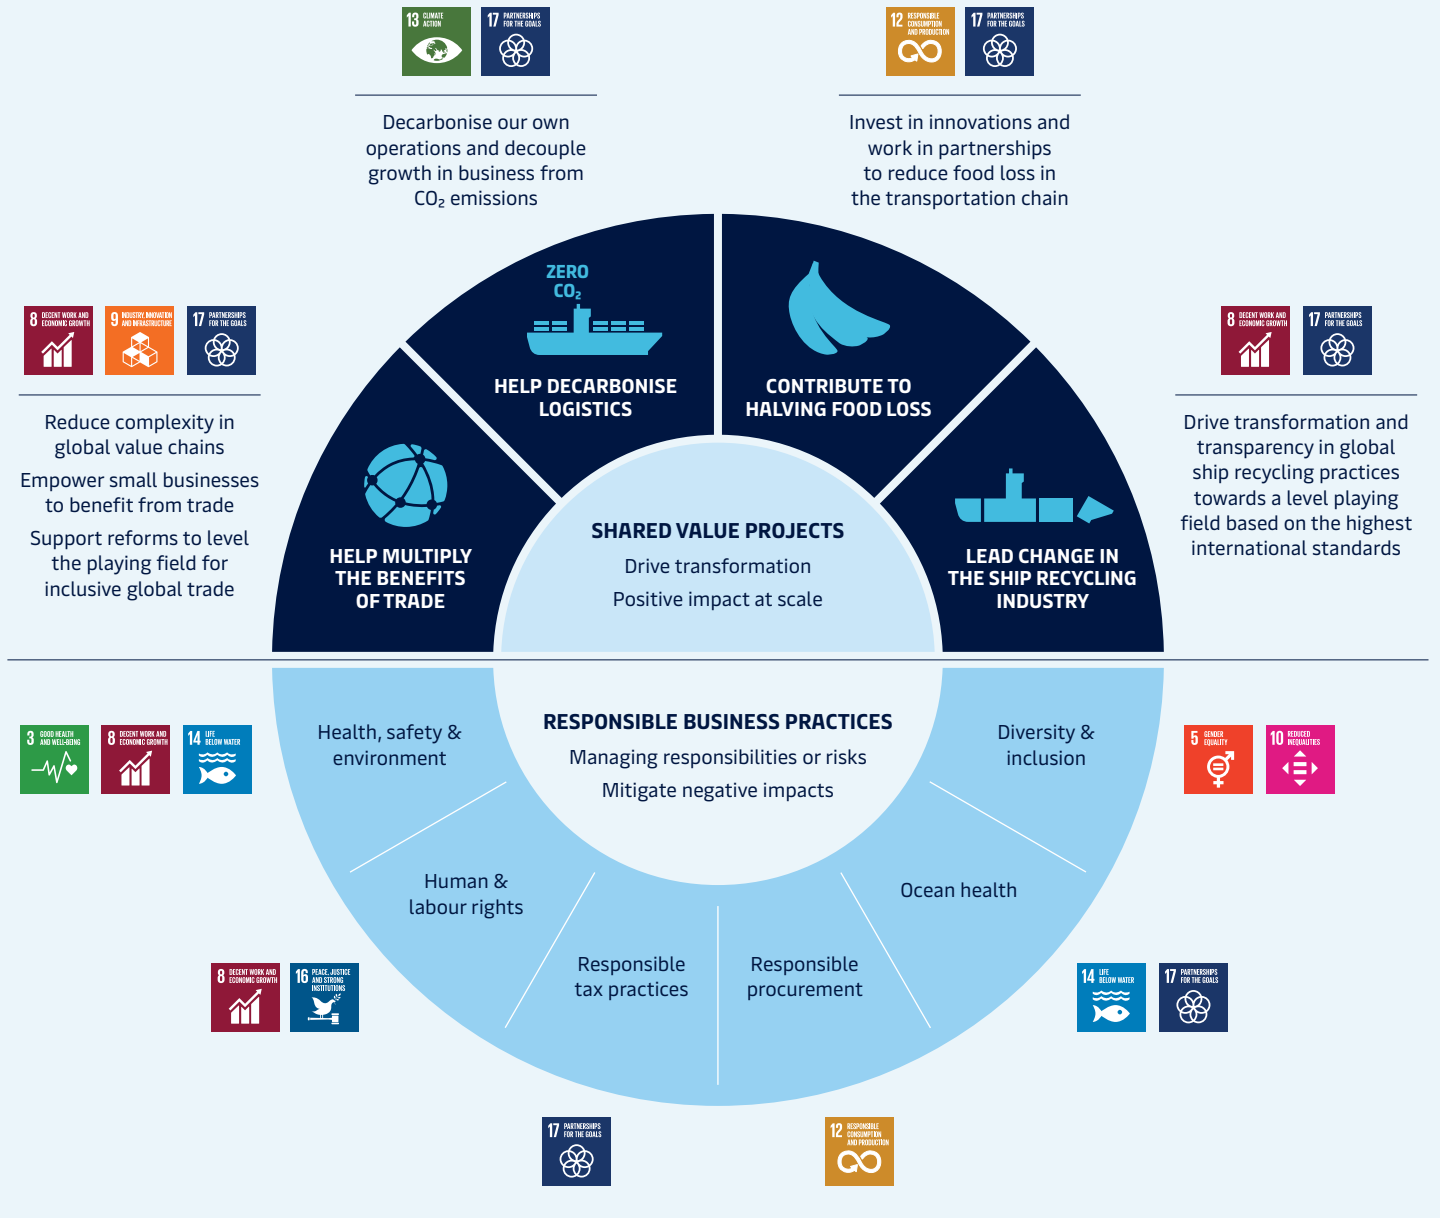 13 CLIMATE
ACTION
17 PARTNERSHIPS
FOR THE GOALS
Decarbonise our own
operations and decouple
growth in business from
CO₂ emissions
12 RESPONSIBLE
CONSUMPTION
AND PRODUCTION
17 PARTNERSHIPS
FOR THE GOALS
Invest in innovations and
work in partnerships
to reduce food loss in
the transportation chain
8 DECENT WORK AND
ECONOMIC GROWTH
9 INDUSTRY, INNOVATION
AND INFRASTRUCTURE
17 PARTNERSHIPS
FOR THE GOALS
Reduce complexity in
global value chains
Empower small businesses
to benefit from trade
Support reforms to level
the playing field for
inclusive global trade
ZERO
CO₂
HELP DECARBONISE
LOGISTICS
CONTRIBUTE TO
HALVING FOOD LOSS
HELP MULTIPLY
THE BENEFITS
OF TRADE
LEAD CHANGE IN
THE SHIP RECYCLING
INDUSTRY
8 DECENT WORK AND
ECONOMIC GROWTH
17 PARTNERSHIPS
FOR THE GOALS
Drive transformation and
transparency in global
ship recycling practices
towards a level playing
field based on the highest
international standards
SHARED VALUE PROJECTS
Drive transformation
Positive impact at scale
RESPONSIBLE BUSINESS PRACTICES
Managing responsibilities or risks
Mitigate negative impacts
3 GOOD HEALTH
AND WELL-BEING
8 DECENT WORK AND
ECONOMIC GROWTH
14 LIFE
BELOW WATER
Health, safety &
environment
Diversity &
inclusion
5 GENDER
EQUALITY
10 REDUCED
INEQUALITIES
Human &
labour rights
Ocean health
8 DECENT WORK AND
ECONOMIC GROWTH
16 PEACE, JUSTICE
AND STRONG
INSTITUTIONS
Responsible
tax practices
Responsible
procurement
14 LIFE
BELOW WATER
17 PARTNERSHIPS
FOR THE GOALS
17 PARTNERSHIPS
FOR THE GOALS
12 RESPONSIBLE
CONSUMPTION
AND PRODUCTION